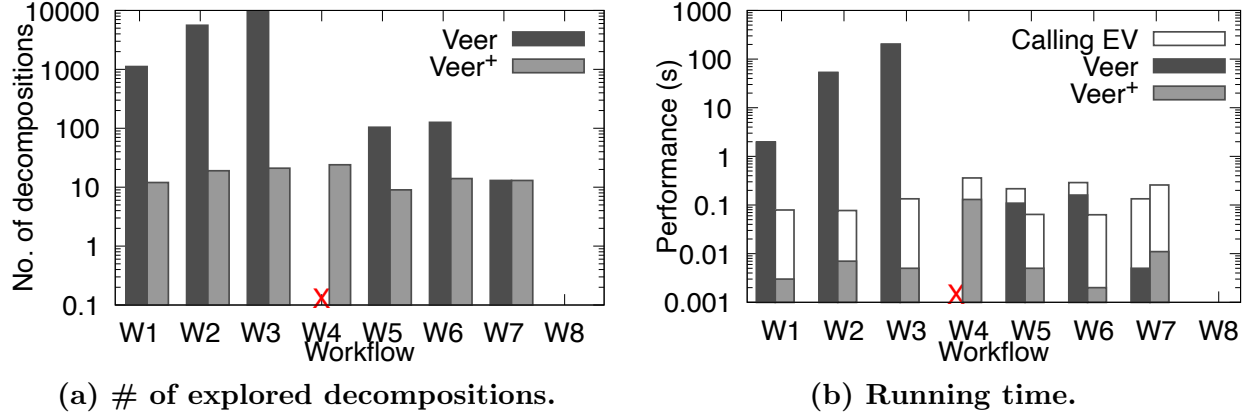 10000
1000
100
10
1
0.1
No. of decompositions
Veer
Veer+
X
W1 W2 W3 W4 W5 W6 W7 W8
Workflow
(a) # of explored decompositions.
1000
100
10
1
0.1
0.01
0.001
Performance (s)
Calling EV
Veer
Veer+
X
W1 W2 W3 W4 W5 W6 W7 W8
Workflow
(b) Running time.